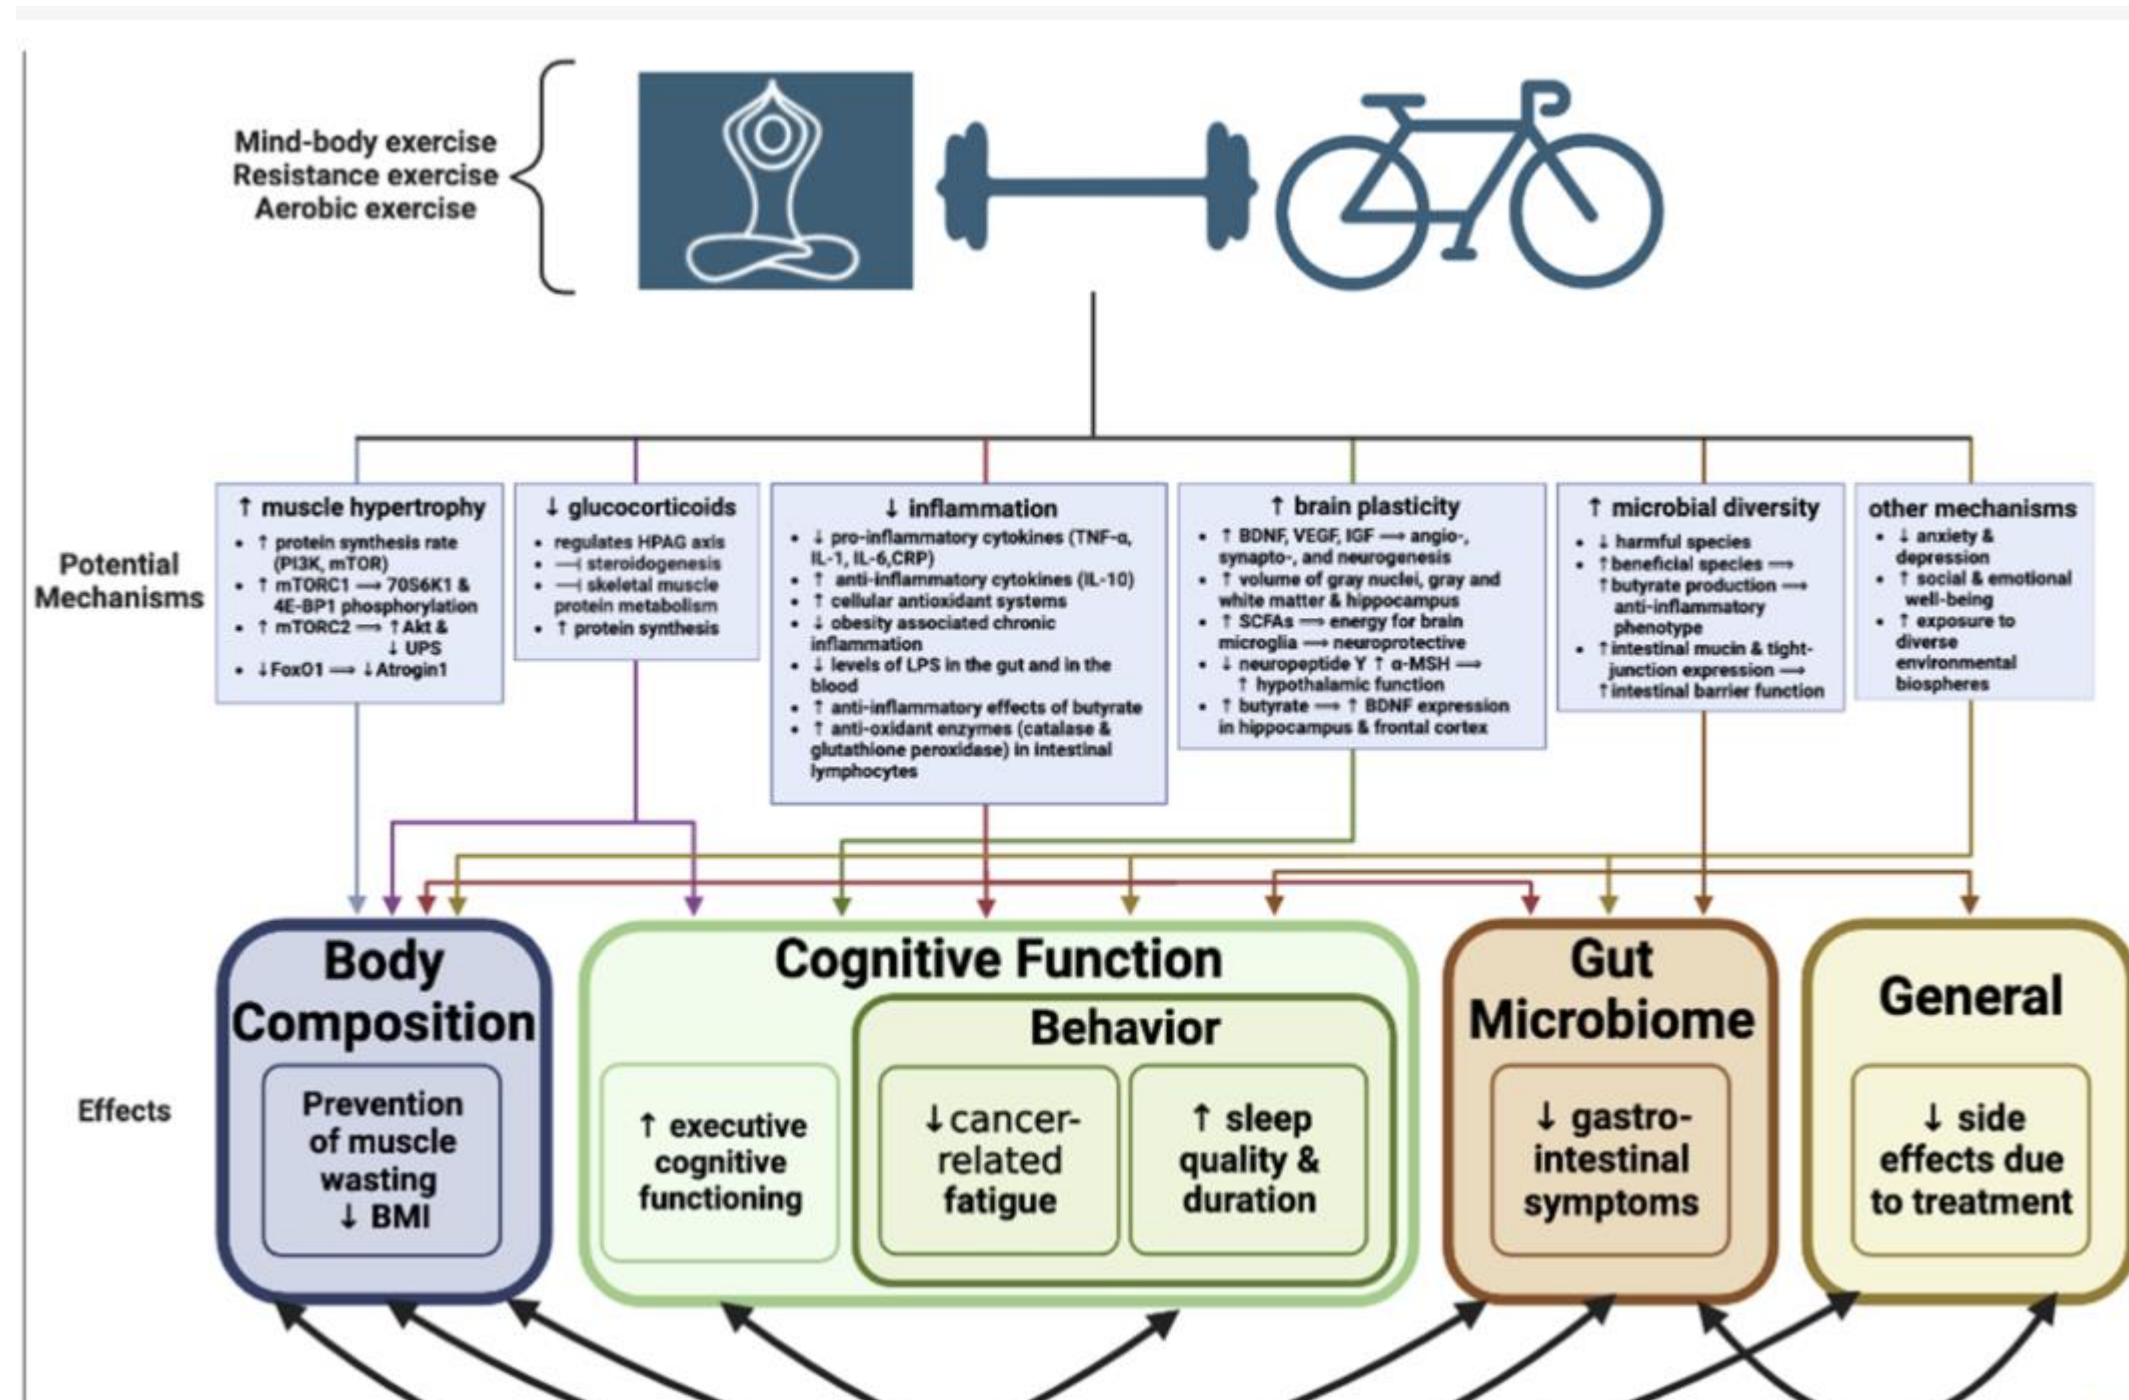 Mind-body exercise
Resistance exercise
Aerobic exercise
Potential
Mechanisms
↑ muscle hypertrophy
• ↑ protein synthesis rate
(PI3K, mTOR)
• ↑ mTORC1 ⟹ 70S6K1 &
4E-BP1 phosphorylation
• ↑ mTORC2 ⟹ ↑Akt &
↓ UPS
• ↓FoxO1 ⟹ ↓Atrogin1
↓ glucocorticoids
• regulates HPAG axis
• ⊣ steroidogenesis
• ⊣ skeletal muscle
protein metabolism
• ↑ protein synthesis
↓ inflammation
• ↓ pro-inflammatory cytokines (TNF-α,
IL-1, IL-6,CRP)
• ↑ anti-inflammatory cytokines (IL-10)
• ↑ cellular antioxidant systems
• ↓ obesity associated chronic
inflammation
• ↓ levels of LPS in the gut and in the
blood
• ↑ anti-inflammatory effects of butyrate
• ↑ anti-oxidant enzymes (catalase &
glutathione peroxidase) in intestinal
lymphocytes
↑ brain plasticity
• ↑ BDNF, VEGF, IGF ⟹ angio-,
synapto-, and neurogenesis
• ↑ volume of gray nuclei, gray and
white matter & hippocampus
• ↑ SCFAs ⟹ energy for brain
microglia ⟹ neuroprotective
• ↓ neuropeptide Y ↑ α-MSH ⟹
↑ hypothalamic function
• ↑ butyrate ⟹ ↑ BDNF expression
in hippocampus & frontal cortex
↑ microbial diversity
• ↓ harmful species
• ↑beneficial species ⟹
↑butyrate production ⟹
anti-inflammatory
phenotype
• ↑intestinal mucin & tight-
junction expression ⟹
↑intestinal barrier function
other mechanisms
• ↓ anxiety &
depression
• ↑ social & emotional
well-being
• ↑ exposure to
diverse
environmental
biospheres
Effects
Body
Composition
Prevention
of muscle
wasting
↓ BMI
Cognitive Function
↑ executive
cognitive
functioning
Behavior
↓cancer-
related
fatigue
↑ sleep
quality &
duration
Gut
Microbiome
↓ gastro-
intestinal
symptoms
General
↓ side
effects due
to treatment